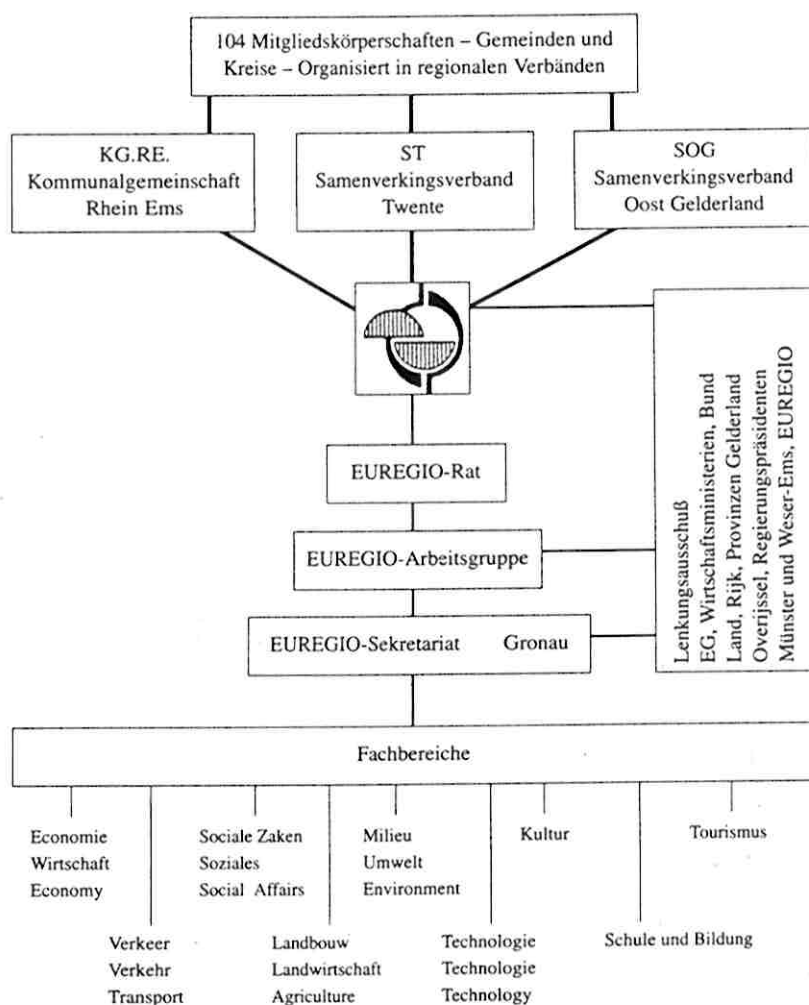 104 Mitgliedskörperschaften – Gemeinden und
Kreise – Organisiert in regionalen Verbänden
KG.RE.
Kommunalgemeinschaft
Rhein Ems
ST
Samenverkingsverband
Twente
SOG
Samenverkingsverband
Oost Gelderland
EUREGIO-Rat
EUREGIO-Arbeitsgruppe
EUREGIO-Sekretariat Gronau
Lenkungsausschuß
EG, Wirtschaftsministerien, Bund
Land, Rijk, Provinzen Gelderland
Overijssel, Regierungspräsidenten
Münster und Weser-Ems, EUREGIO
Fachbereiche
Economie
Wirtschaft
Economy
Verkeer
Verkehr
Transport
Sociale Zaken
Soziales
Social Affairs
Landbouw
Landwirtschaft
Agriculture
Milieu
Umwelt
Environment
Technologie
Technologie
Technology
Kultur
Schule und Bildung
Tourismus